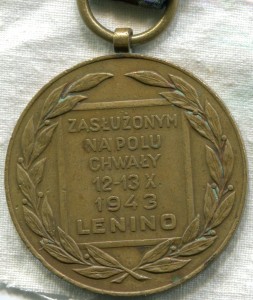 ZASŁUŻONYM
NA POLU
CHWAŁY
12-13 X
1943
LENINO